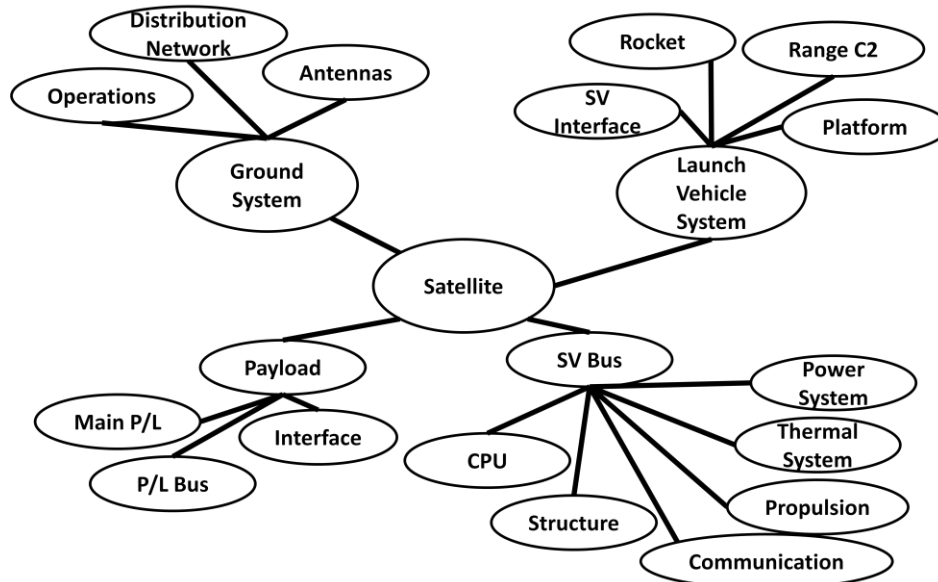 Distribution
Network
Operations
Antennas
Ground
System
Rocket
Range C2
SV
Interface
Platform
Launch
Vehicle
System
Satellite
Payload
Main P/L
Interface
P/L Bus
SV Bus
Power
System
Thermal
System
CPU
Propulsion
Structure
Communication